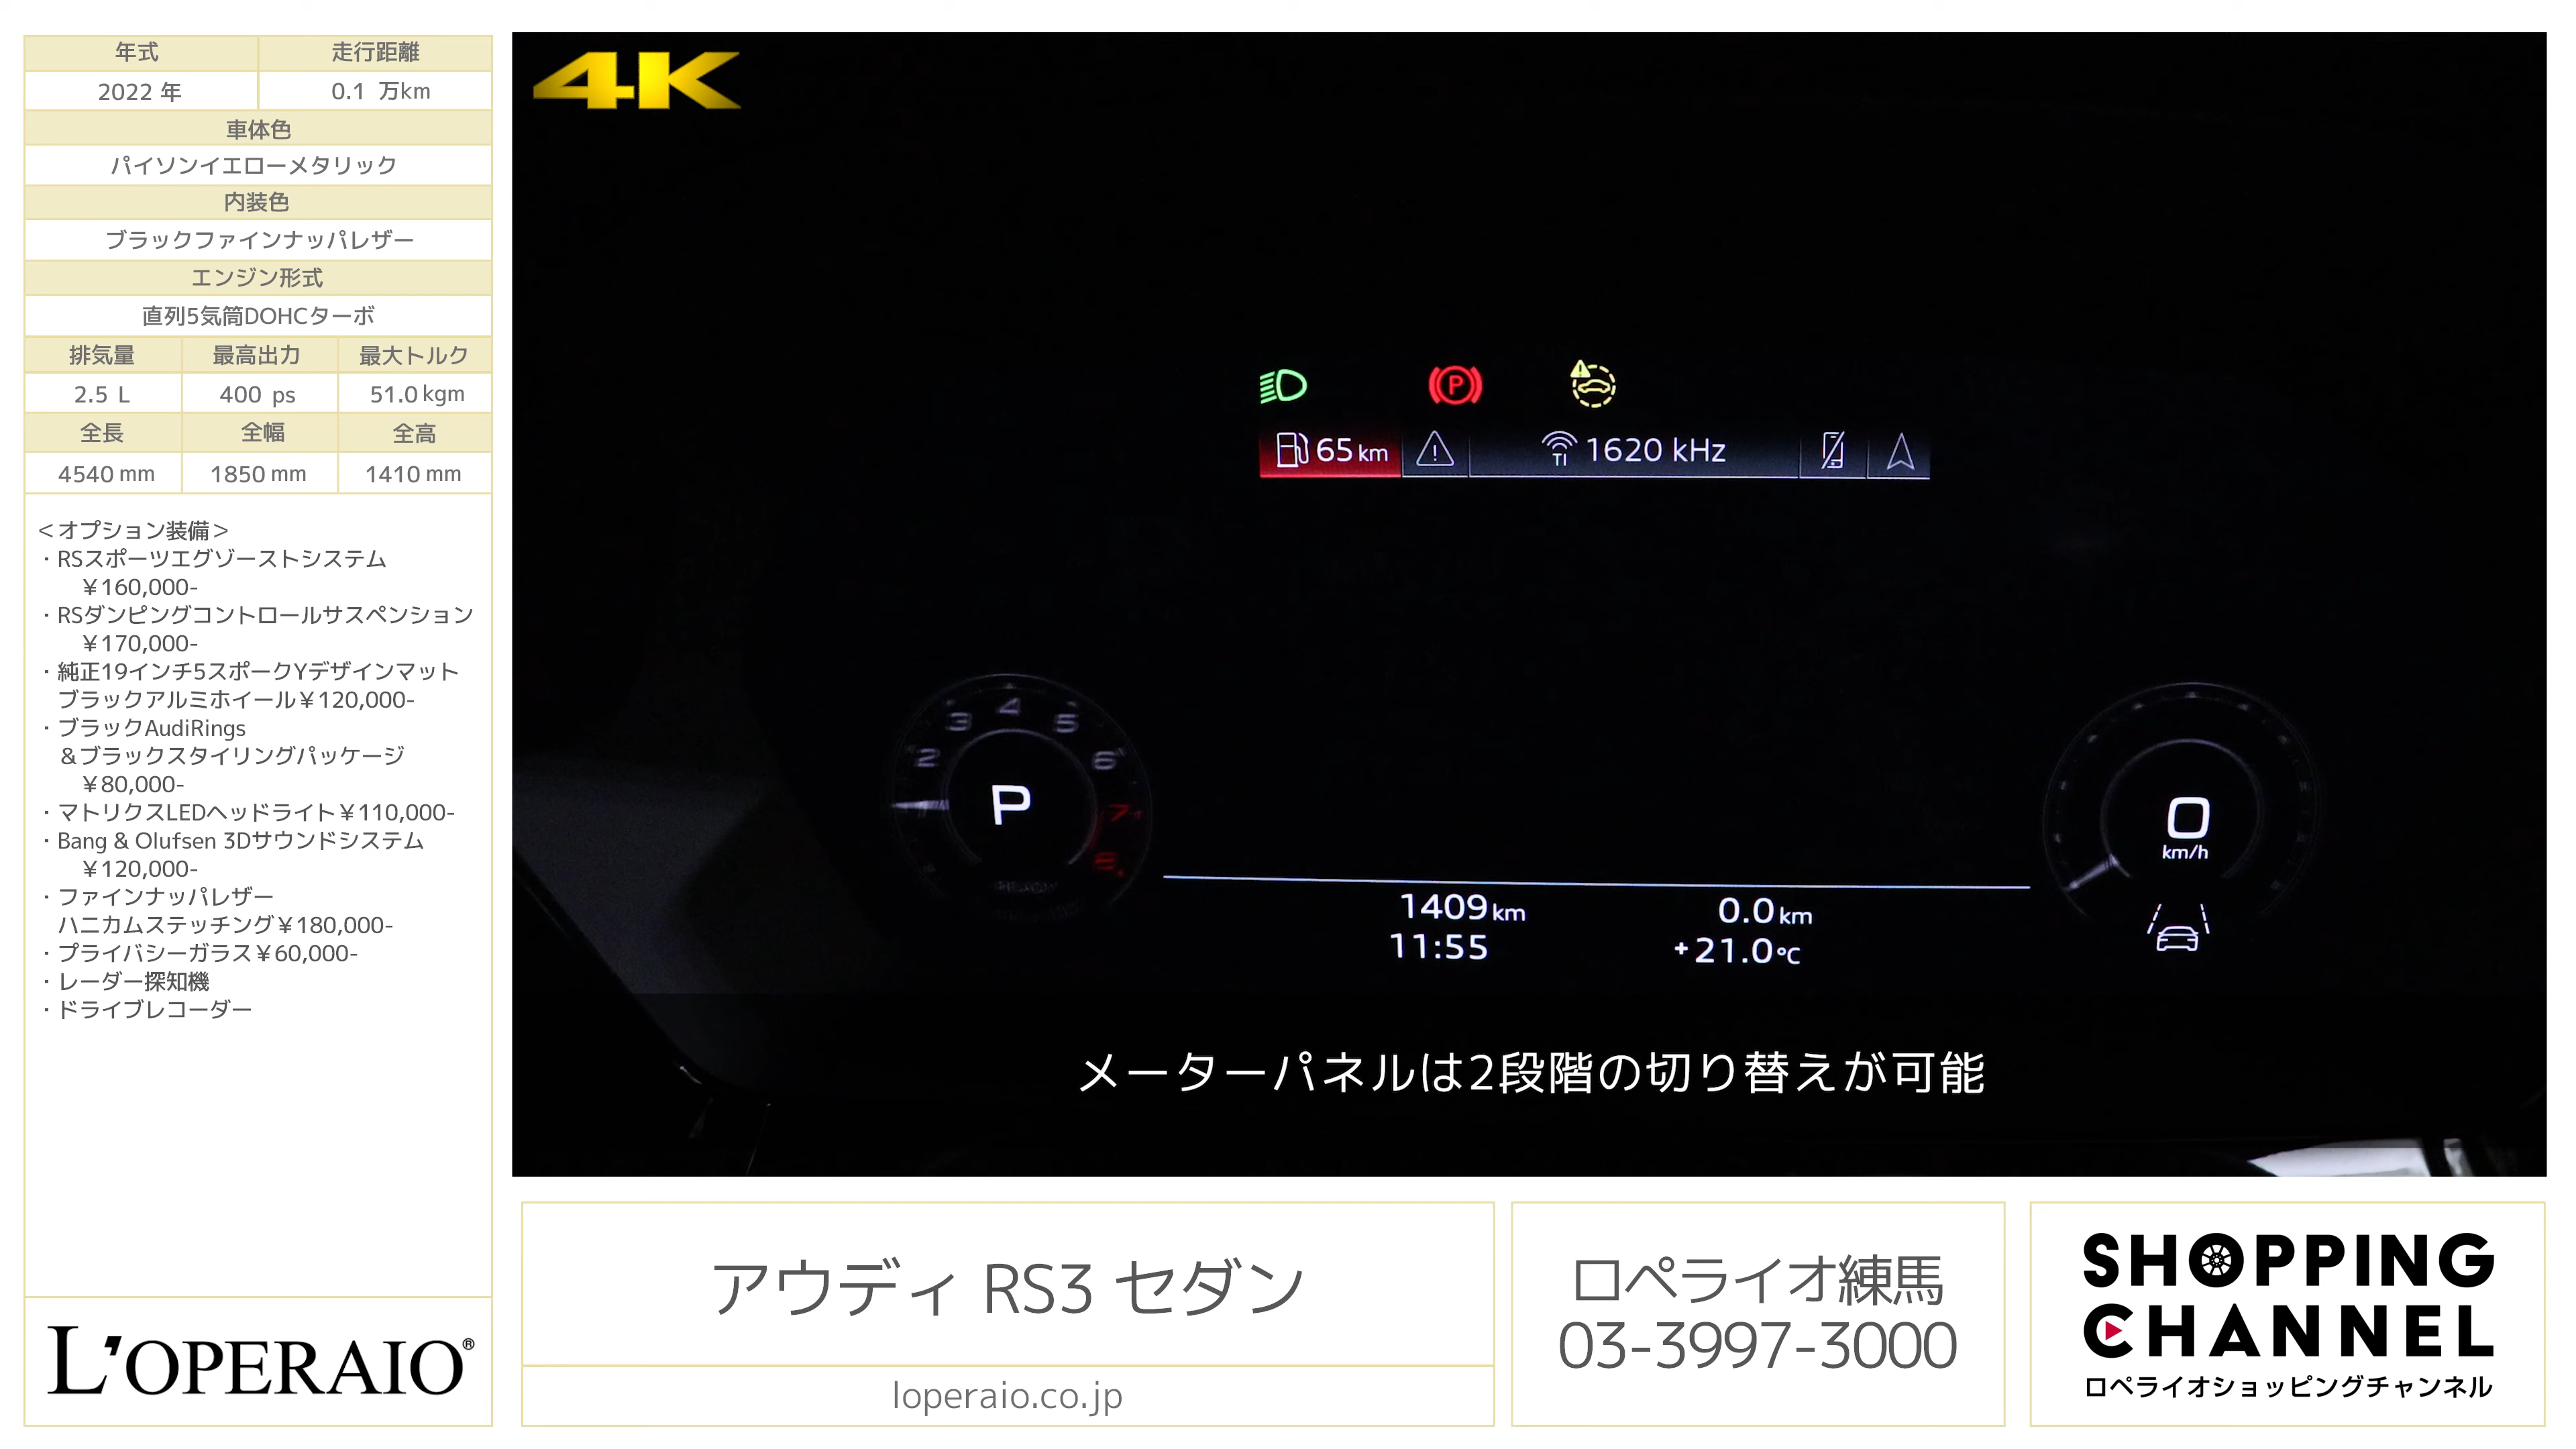 年式 走行距離
2022 年 0.1 万km
車体色
パイソンイエローメタリック
内装色
ブラックファインナッパレザー
エンジン形式
直列5気筒DOHCターボ
排気量 最高出力 最大トルク
2.5 L 400 ps 51.0 kgm
全長 全幅 全高
4540 mm 1850 mm 1410 mm
＜オプション装備＞
・RSスポーツエグゾーストシステム
￥160,000-
・RSダンピングコントロールサスペンション
￥170,000-
・純正19インチ5スポークYデザインマット
ブラックアルミホイール￥120,000-
・ブラックAudiRings
＆ブラックスタイリングパッケージ
￥80,000-
・マトリクスLEDヘッドライト￥110,000-
・Bang & Olufsen 3Dサウンドシステム
￥120,000-
・ファインナッパレザー
ハニカムステッチング￥180,000-
・プライバシーガラス￥60,000-
・レーダー探知機
・ドライブレコーダー
L'OPERAIO®
4K
P
65 km TI 1620 kHz
2 3 4 5 6 7 8
P
READY
0
km/h
1409 km 0.0 km
11:55 +21.0 °C
メーターパネルは2段階の切り替えが可能
アウディ RS3 セダン
loperaio.co.jp
ロペライオ練馬
03-3997-3000
SHOPPING
CHANNEL
ロペライオショッピングチャンネル